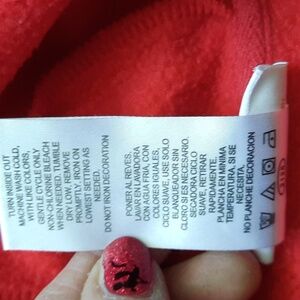 TURN INSIDE OUT
MACHINE WASH COLD,
WITH LIKE COLORS,
GENTLE CYCLE ONLY
NON-CHLORINE BLEACH
WHEN NEEDED. TUMBLE
DRY LOW. REMOVE
PROMPTLY, IRON ON
LOWEST SETTING AS
NEEDED.
DO NOT IRON DECORATION
PONER AL REVES.
LAVAR EN LAVADORA
CON AGUA FRIA, CON
COLORES IGUALES,
CICLO SUAVE. USE SOLO
BLANQUEADOR SIN
CLORO SI ES NECESARIO.
SECADORA CICLO
SUAVE, RETIRAR
RAPIDAMENTE.
PLANCHA EN MINIMA
TEMPERATURA, SI SE
NECESITE.
NO PLANCHE DECORACION